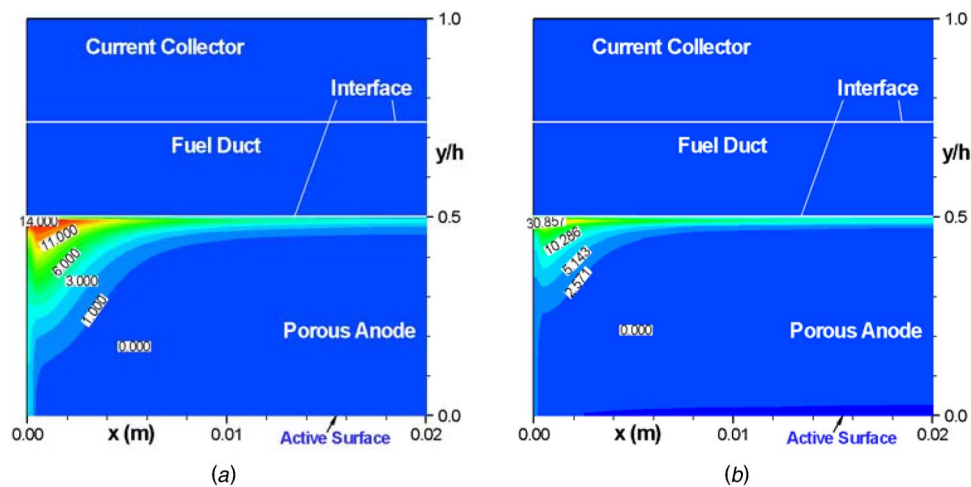 1.0
Current Collector
Interface
Fuel Duct
y/h
14.000
0.5
11.000
6.000
3.000
1.000
Porous Anode
0.000
0.0
0.00
x (m)
0.01
0.02
Active Surface
(a)
1.0
Current Collector
Interface
Fuel Duct
y/h
30.857
0.5
10.286
5.143
2.571
0.000
Porous Anode
0.0
0.00
x (m)
0.01
0.02
Active Surface
(b)